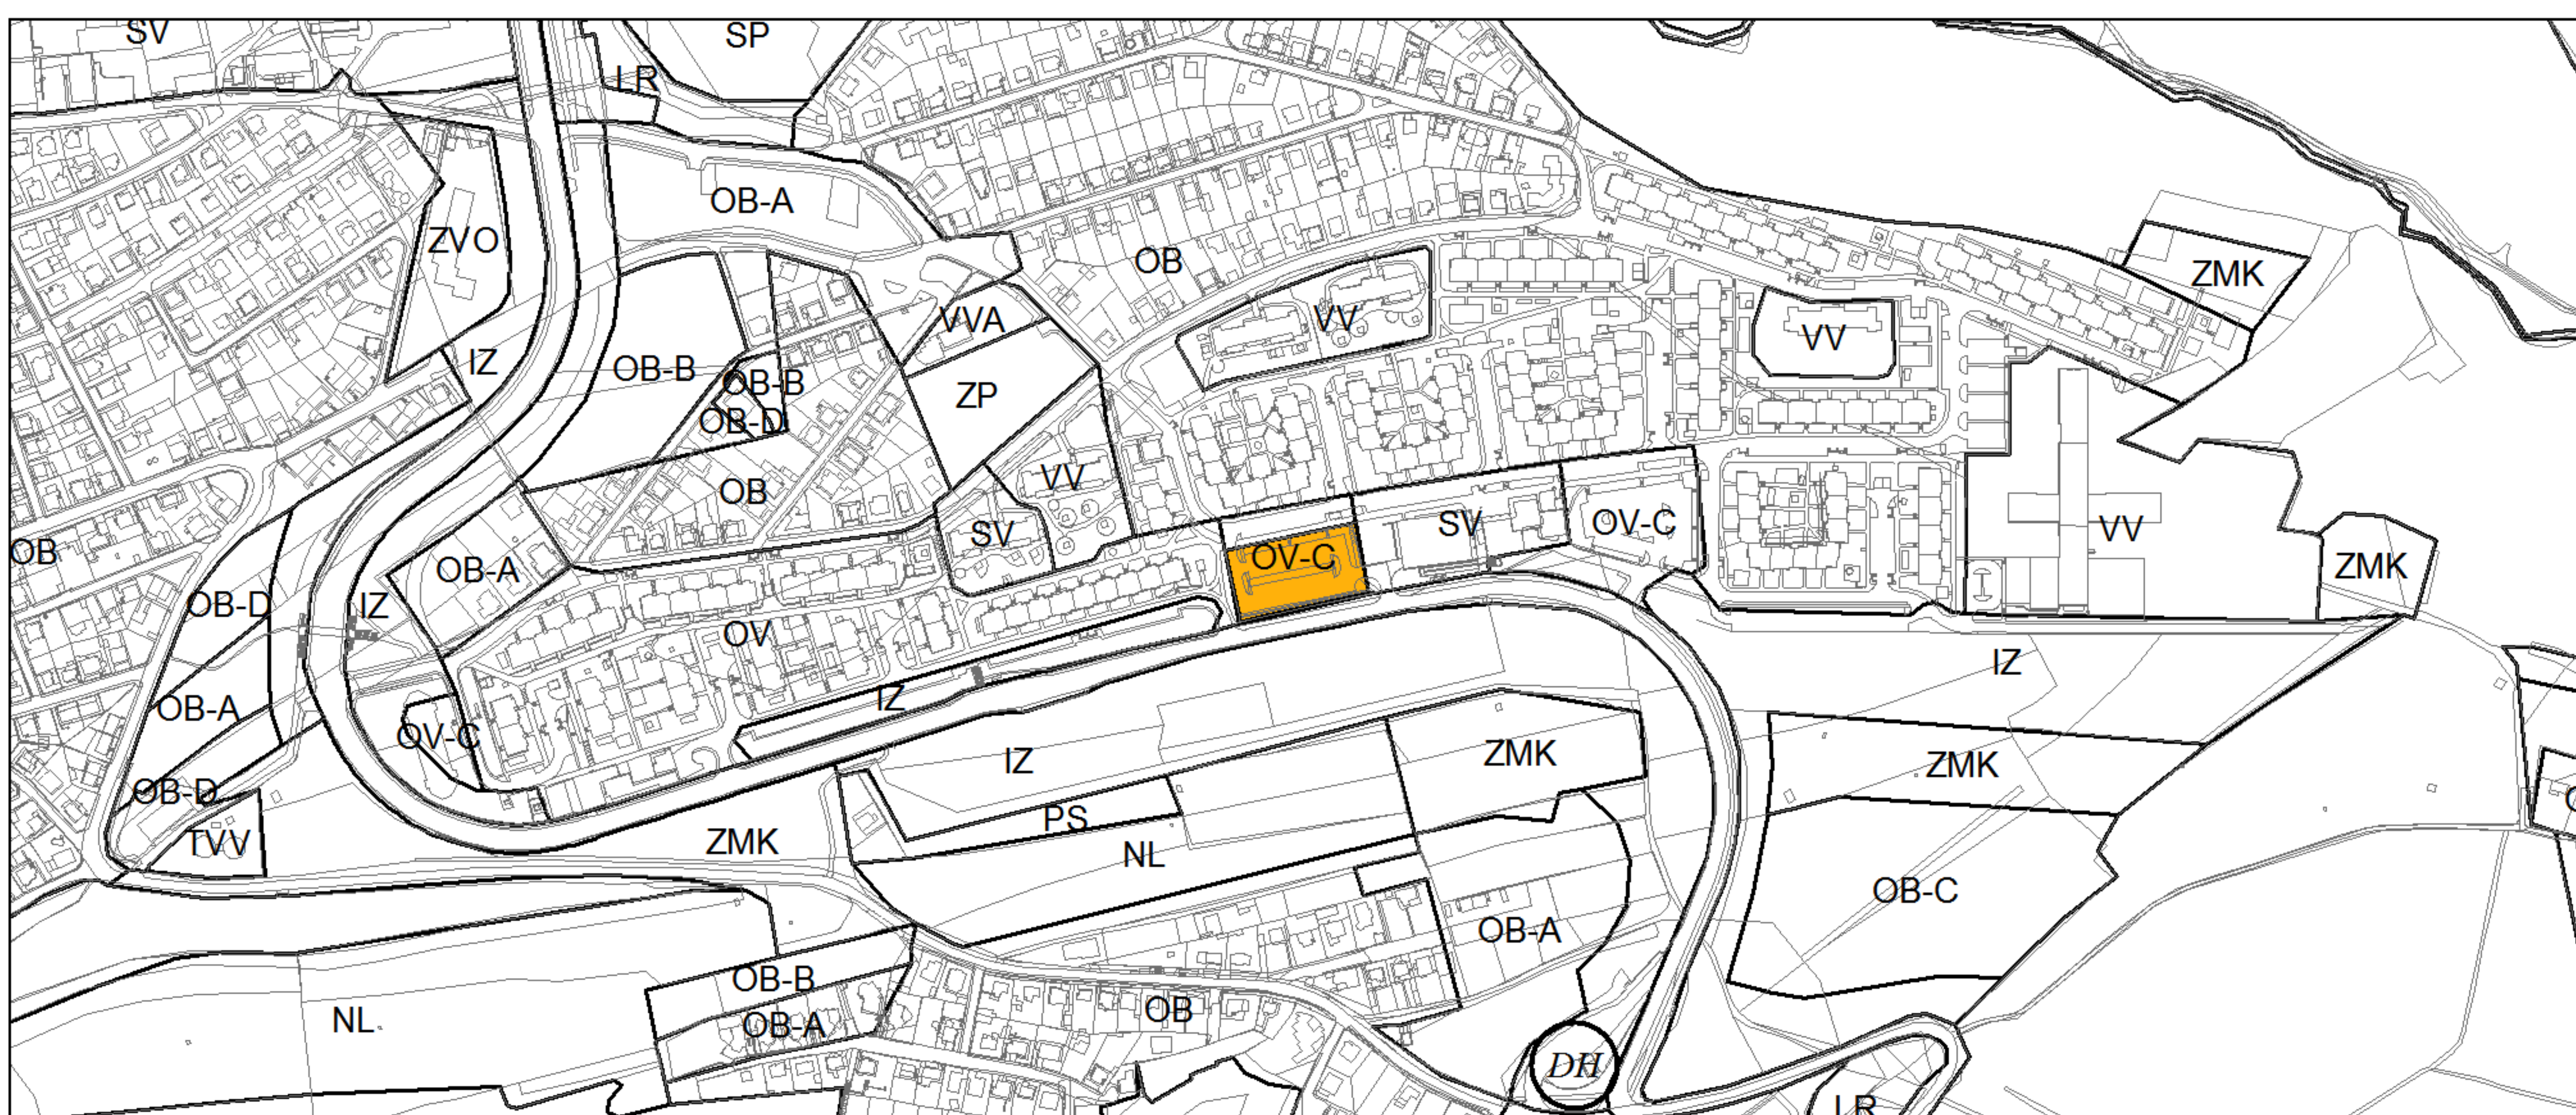 SV
SP
LR
OB-A
ZVO
OB
ZMK
VVA
VV
VV
IZ
OB-B
OB-B
ZP
OB-D
VV
OB
SV
SV
OV-C
VV
OB
OV-C
OB-A
ZMK
OB-D
IZ
OV
IZ
IZ
OB-A
OV-C
IZ
ZMK
ZMK
OB-D
PS
TVV
ZMK
NL
OB-C
OB-A
OB-B
OB
NL
OB-A
DH
LR